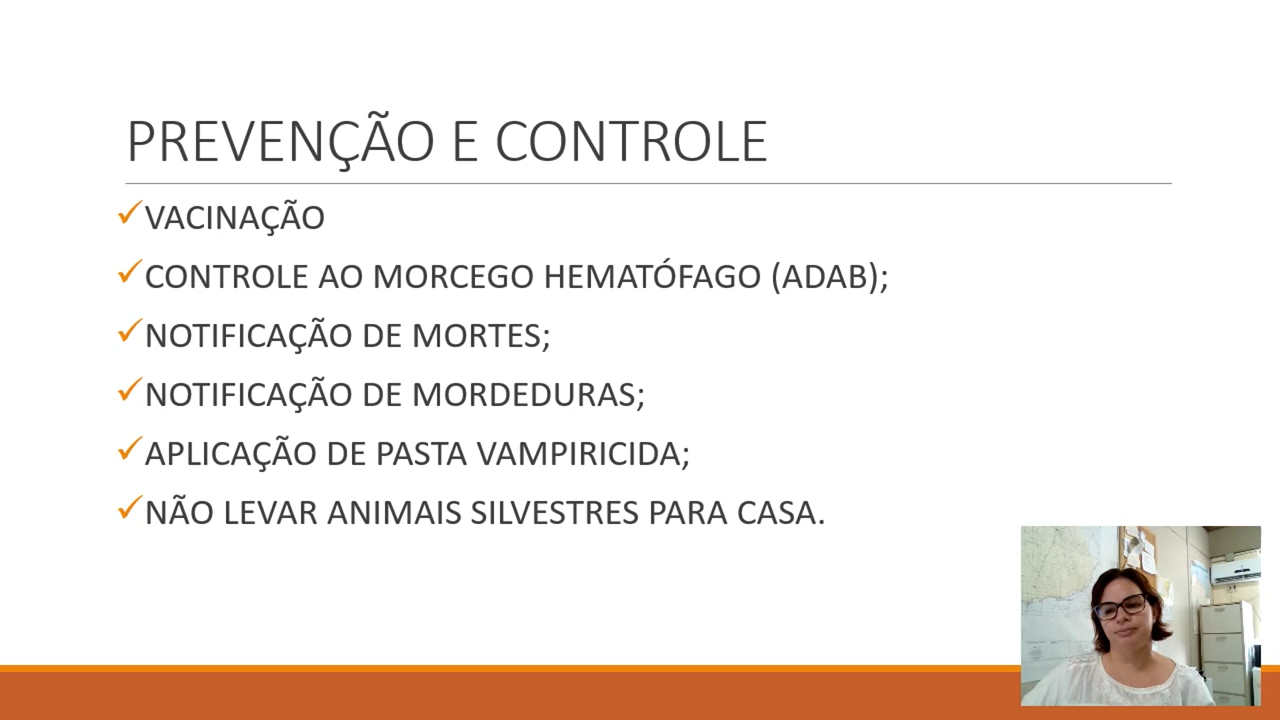 PREVENÇÃO E CONTROLE
VACINAÇÃO
CONTROLE AO MORCEGO HEMATÓFAGO (ADAB);
NOTIFICAÇÃO DE MORTES;
NOTIFICAÇÃO DE MORDEDURAS;
APLICAÇÃO DE PASTA VAMPIRICIDA;
NÃO LEVAR ANIMAIS SILVESTRES PARA CASA.